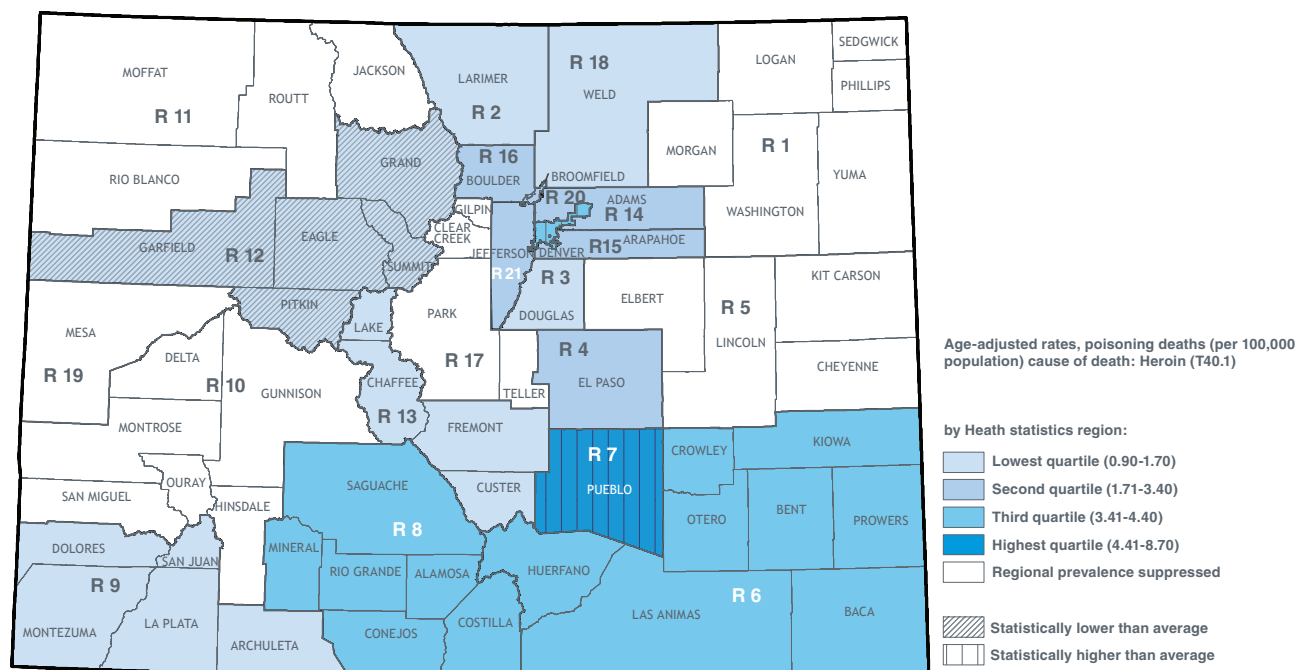 MOFFAT
R 11
ROUTT
JACKSON
LARIMER
R 2
R 18
WELD
LOGAN
SEDGWICK
PHILLIPS
MORGAN
R 1
YUMA
WASHINGTON
RIO BLANCO
GRAND
R 16
BOULDER
BROOMFIELD
R 20
ADAMS
R 14
GILPIN
CLEAR
CREEK
JEFFERSON
DENVER
R15
ARAPAHOE
GARFIELD
R 12
EAGLE
SUMMIT
R 21
R 3
DOUGLAS
ELBERT
R 5
LINCOLN
KIT CARSON
CHEYENNE
PITKIN
LAKE
PARK
R 17
TELLER
R 4
EL PASO
MESA
R 19
DELTA
R 10
GUNNISON
CHAFFEE
R 13
FREMONT
MONTROSE
R 7
PUEBLO
CROWLEY
KIOWA
OURAY
SAN MIGUEL
HINSDALE
SAGUACHE
R 8
CUSTER
OTERO
BENT
PROWERS
DOLORES
SAN JUAN
R 9
MINERAL
RIO GRANDE
ALAMOSA
HUERFANO
LAS ANIMAS
R 6
BACA
MONTEZUMA
LA PLATA
ARCHULETA
CONEJOS
COSTILLA
Age-adjusted rates, poisoning deaths (per 100,000
population) cause of death: Heroin (T40.1)
by Heath statistics region:
Lowest quartile (0.90-1.70)
Second quartile (1.71-3.40)
Third quartile (3.41-4.40)
Highest quartile (4.41-8.70)
Regional prevalence suppressed
Statistically lower than average
Statistically higher than average